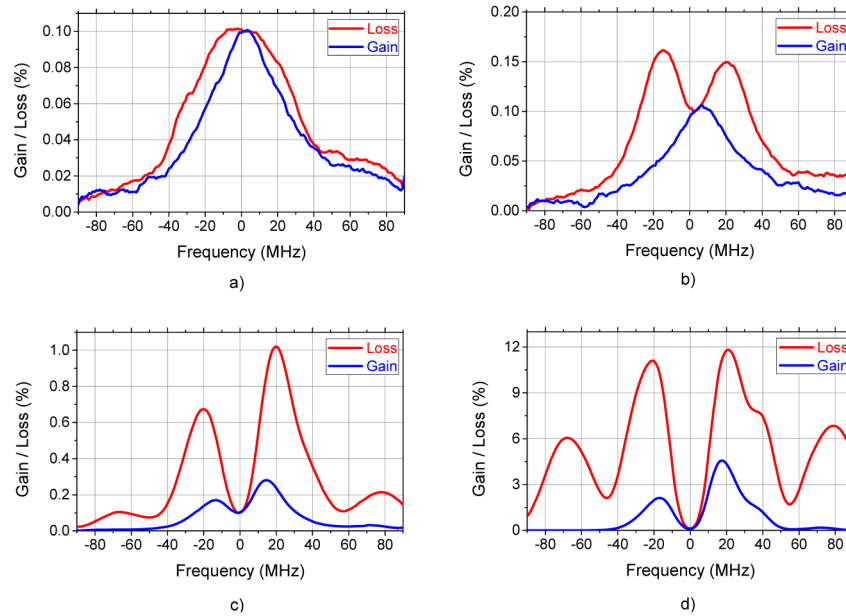 Gain / Loss (%)
0.10
0.08
0.06
0.04
0.02
0.00
Loss
Gain
-80 -60 -40 -20 0 20 40 60 80
Frequency (MHz)
a)
Gain / Loss (%)
0.20
0.15
0.10
0.05
0.00
Loss
Gain
-80 -60 -40 -20 0 20 40 60 80
Frequency (MHz)
b)
Gain / Loss (%)
1.0
0.8
0.6
0.4
0.2
0.0
Loss
Gain
-80 -60 -40 -20 0 20 40 60 80
Frequency (MHz)
c)
Gain / Loss (%)
12
9
6
3
0
Loss
Gain
-80 -60 -40 -20 0 20 40 60 80
Frequency (MHz)
d)